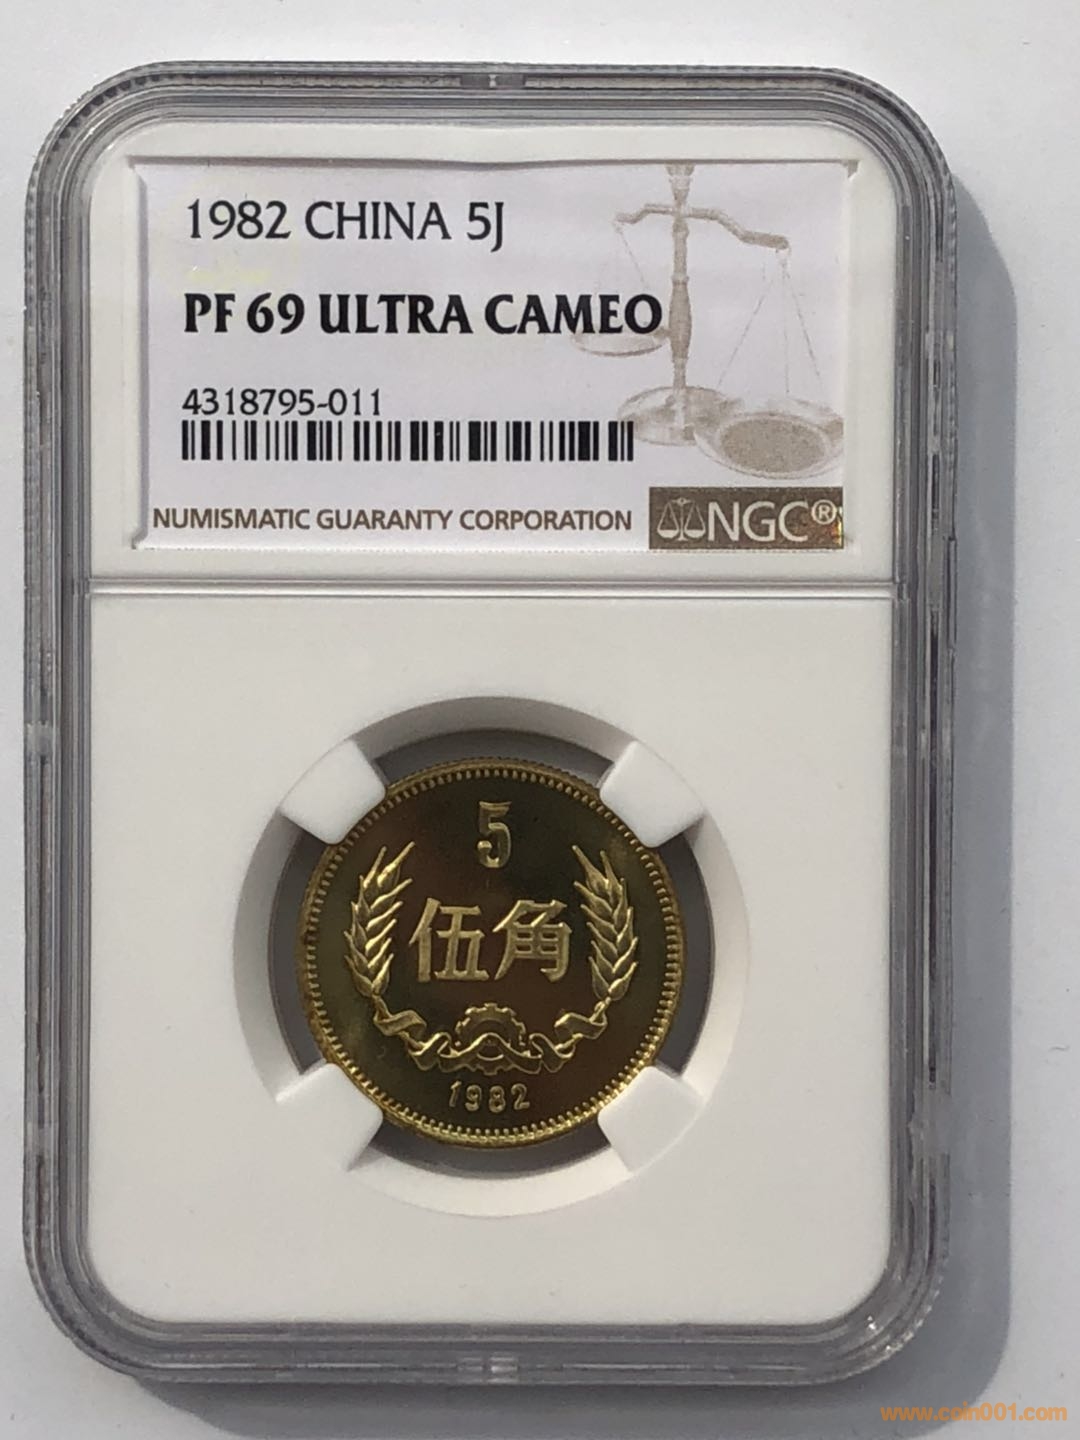 1982 CHINA 5J
PF 69 ULTRA CAMEO
4318795-011
NUMISMATIC GUARANTY CORPORATION
NGC®
5
伍角
1982
www.coin001.com